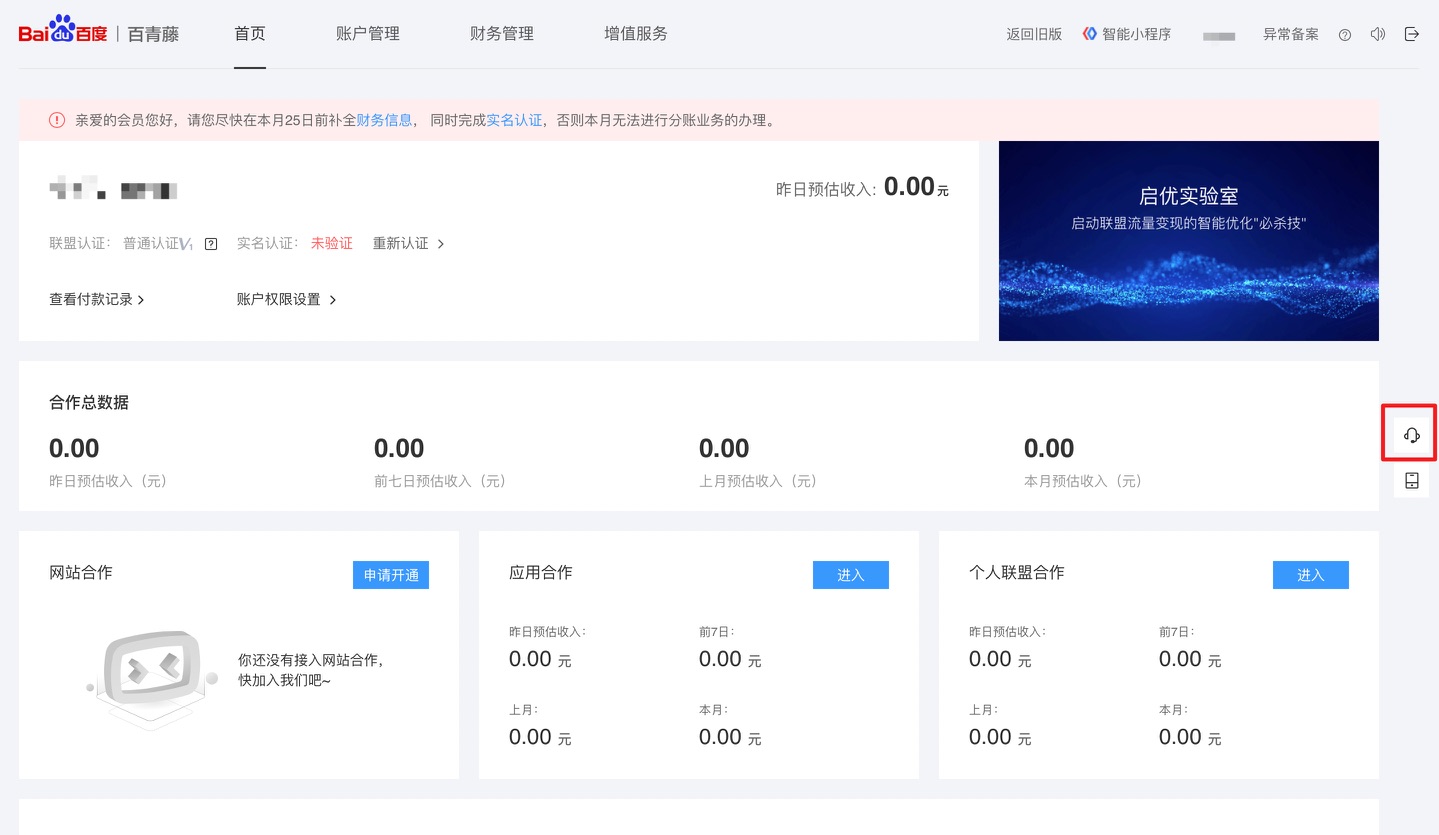 Bai du 百度 | 百青藤 首页 账户管理 财务管理 增值服务 返回旧版 智能小程序 异常备案
亲爱的会员您好，请您尽快在本月25日前补全财务信息， 同时完成实名认证，否则本月无法进行分账业务的办理。
昨日预估收入: 0.00元
联盟认证: 普通认证V1 ? 实名认证: 未验证 重新认证 >
查看付款记录 > 账户权限设置 >
启优实验室
启动联盟流量变现的智能优化"必杀技"
合作总数据
0.00 0.00 0.00 0.00
昨日预估收入（元） 前七日预估收入（元） 上月预估收入（元） 本月预估收入（元）
网站合作 申请开通
你还没有接入网站合作,
快加入我们吧~
应用合作 进入
昨日预估收入: 前7日:
0.00 元 0.00 元
上月: 本月:
0.00 元 0.00 元
个人联盟合作 进入
昨日预估收入: 前7日:
0.00 元 0.00 元
上月: 本月:
0.00 元 0.00 元